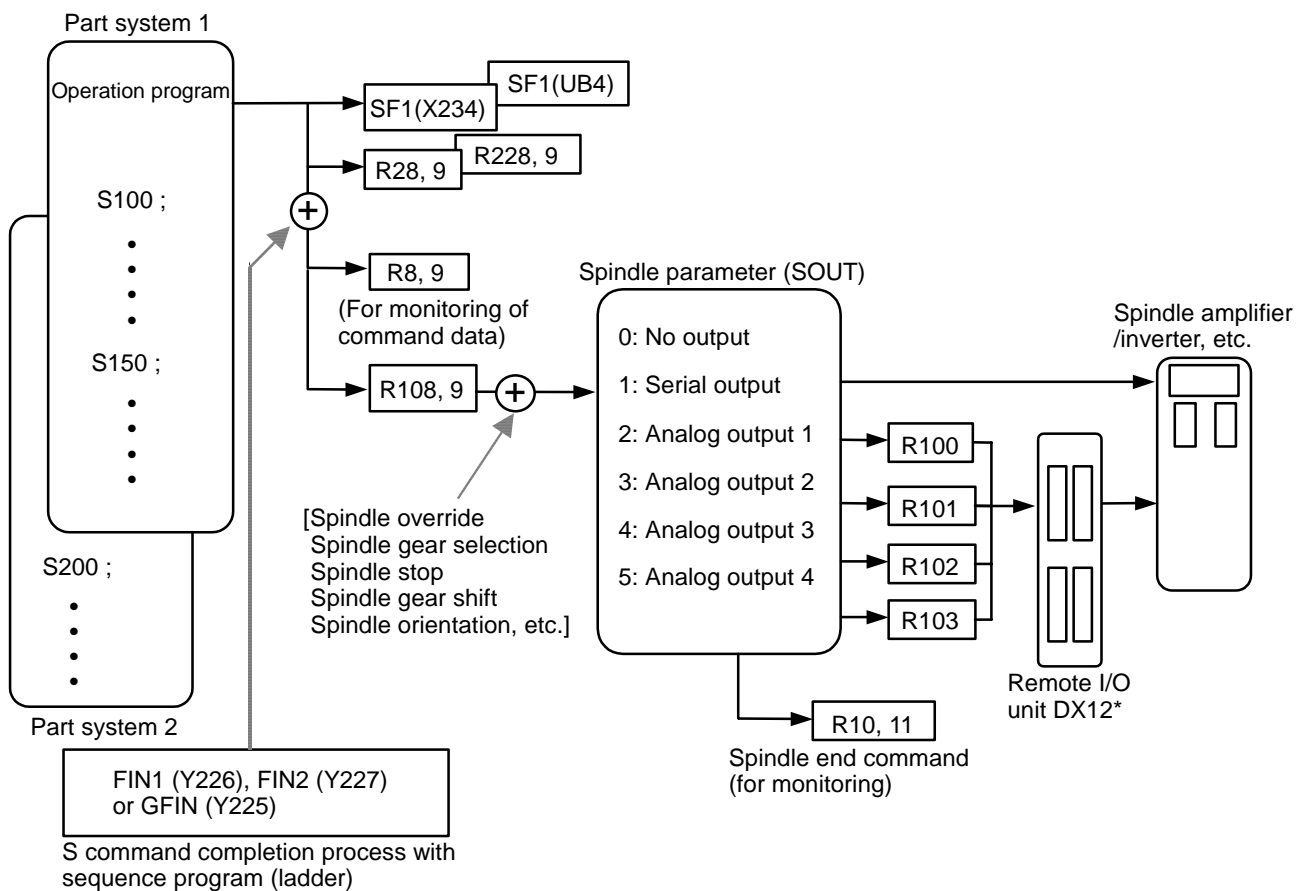 Part system 1
Operation program
S100 ;
S150 ;
S200 ;
Part system 2
FIN1 (Y226), FIN2 (Y227)
or GFIN (Y225)
S command completion process with
sequence program (ladder)
SF1(X234)
SF1(UB4)
R28, 9
R228, 9
+
R8, 9
(For monitoring of
command data)
R108, 9
+
[Spindle override
Spindle gear selection
Spindle stop
Spindle gear shift
Spindle orientation, etc.]
Spindle parameter (SOUT)
0: No output
1: Serial output
2: Analog output 1
3: Analog output 2
4: Analog output 3
5: Analog output 4
R100
R101
R102
R103
R10, 11
Spindle end command
(for monitoring)
Remote I/O
unit DX12*
Spindle amplifier
/inverter, etc.